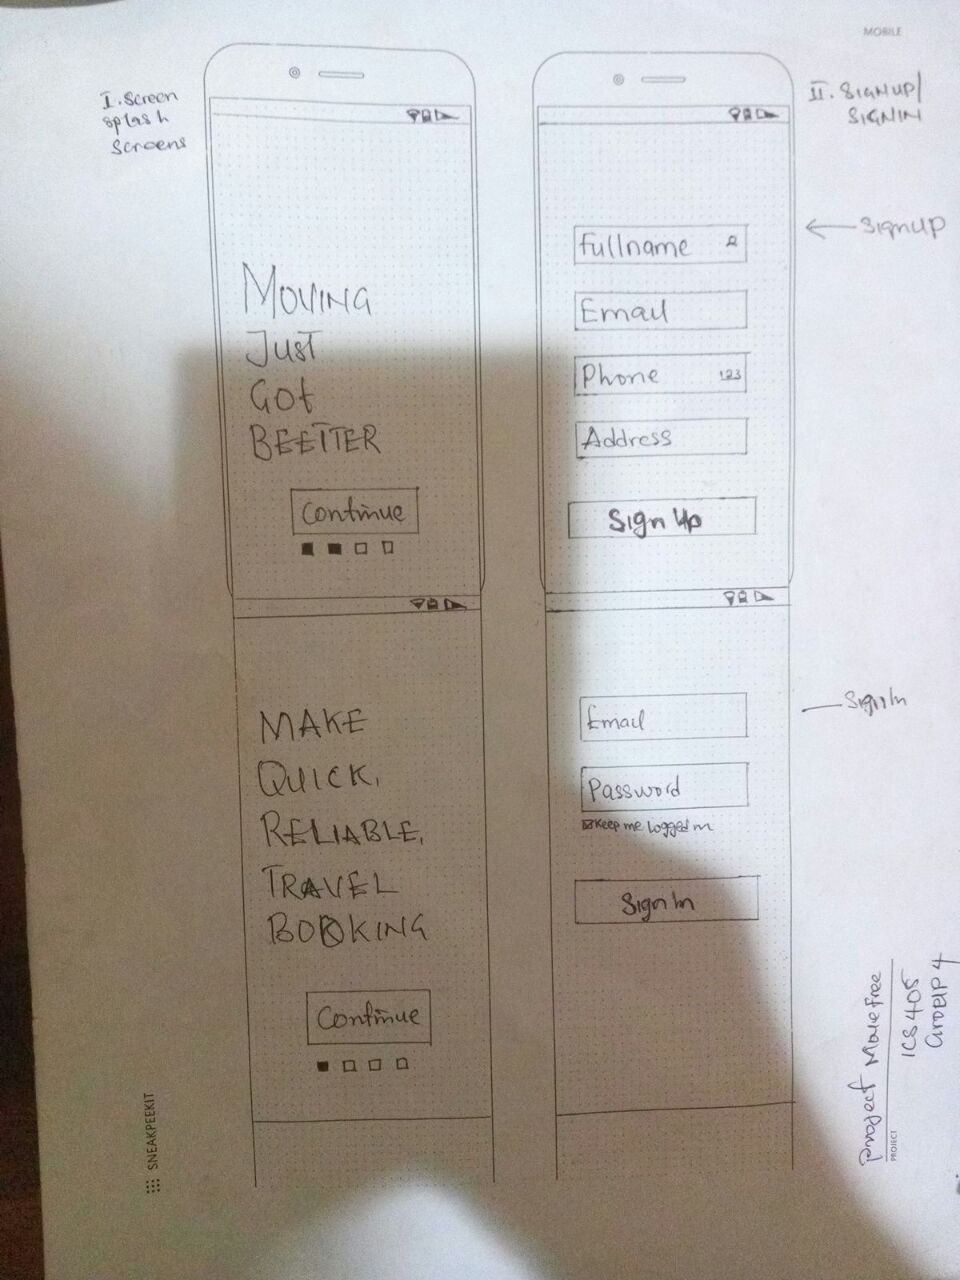 MOBILE
I. Screen
splash
screens
II. SIGNUP/
SIGNIN
MOVING
JUST
GOt
BEETTER
Continue
Fullname
Email
Phone 123
Address
Sign Up
SIGNUP
MAKE
QUICK,
RELIABLE,
TRAVEL
BOOKING
Continue
Email
Password
Keep me logged in
Sign In
Sign In
SNEAKPEEKIT
Project Movefree
PROJECT
ICS 405
GROUP 4